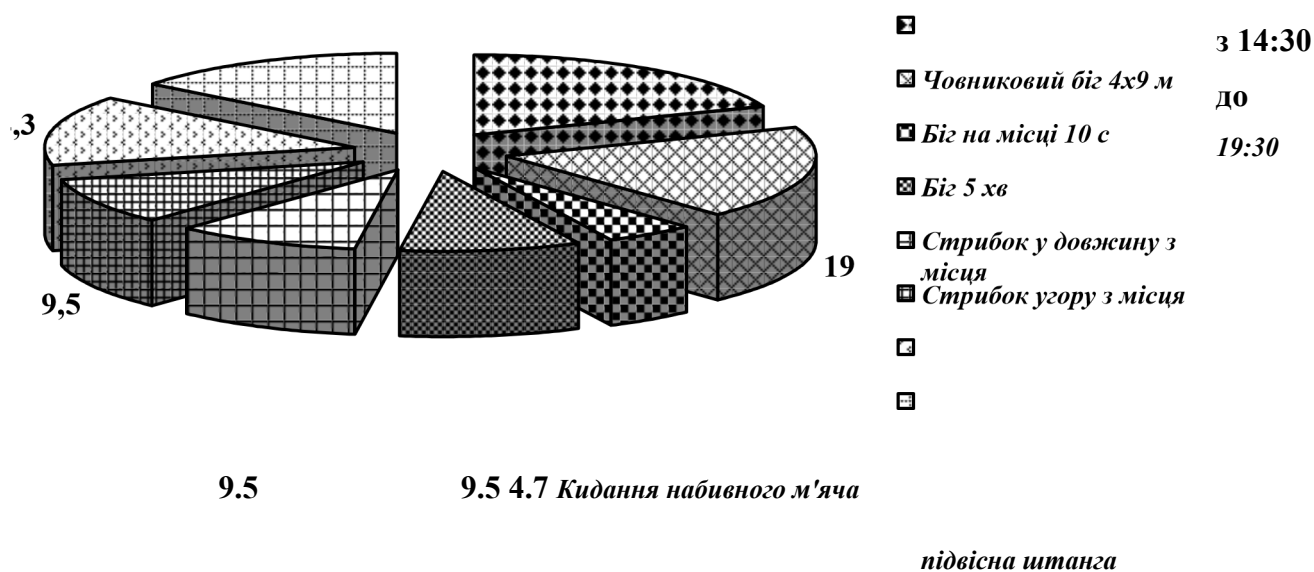 з 14:30
Човниковий біг 4х9 м
до
,3
Біг на місці 10 с
19:30
Біг 5 хв
Стрибок у довжину з
місця
19
Стрибок угору з місця
9,5
9.5
9.5 4.7 Кидання набивного м'яча
підвісна штанга